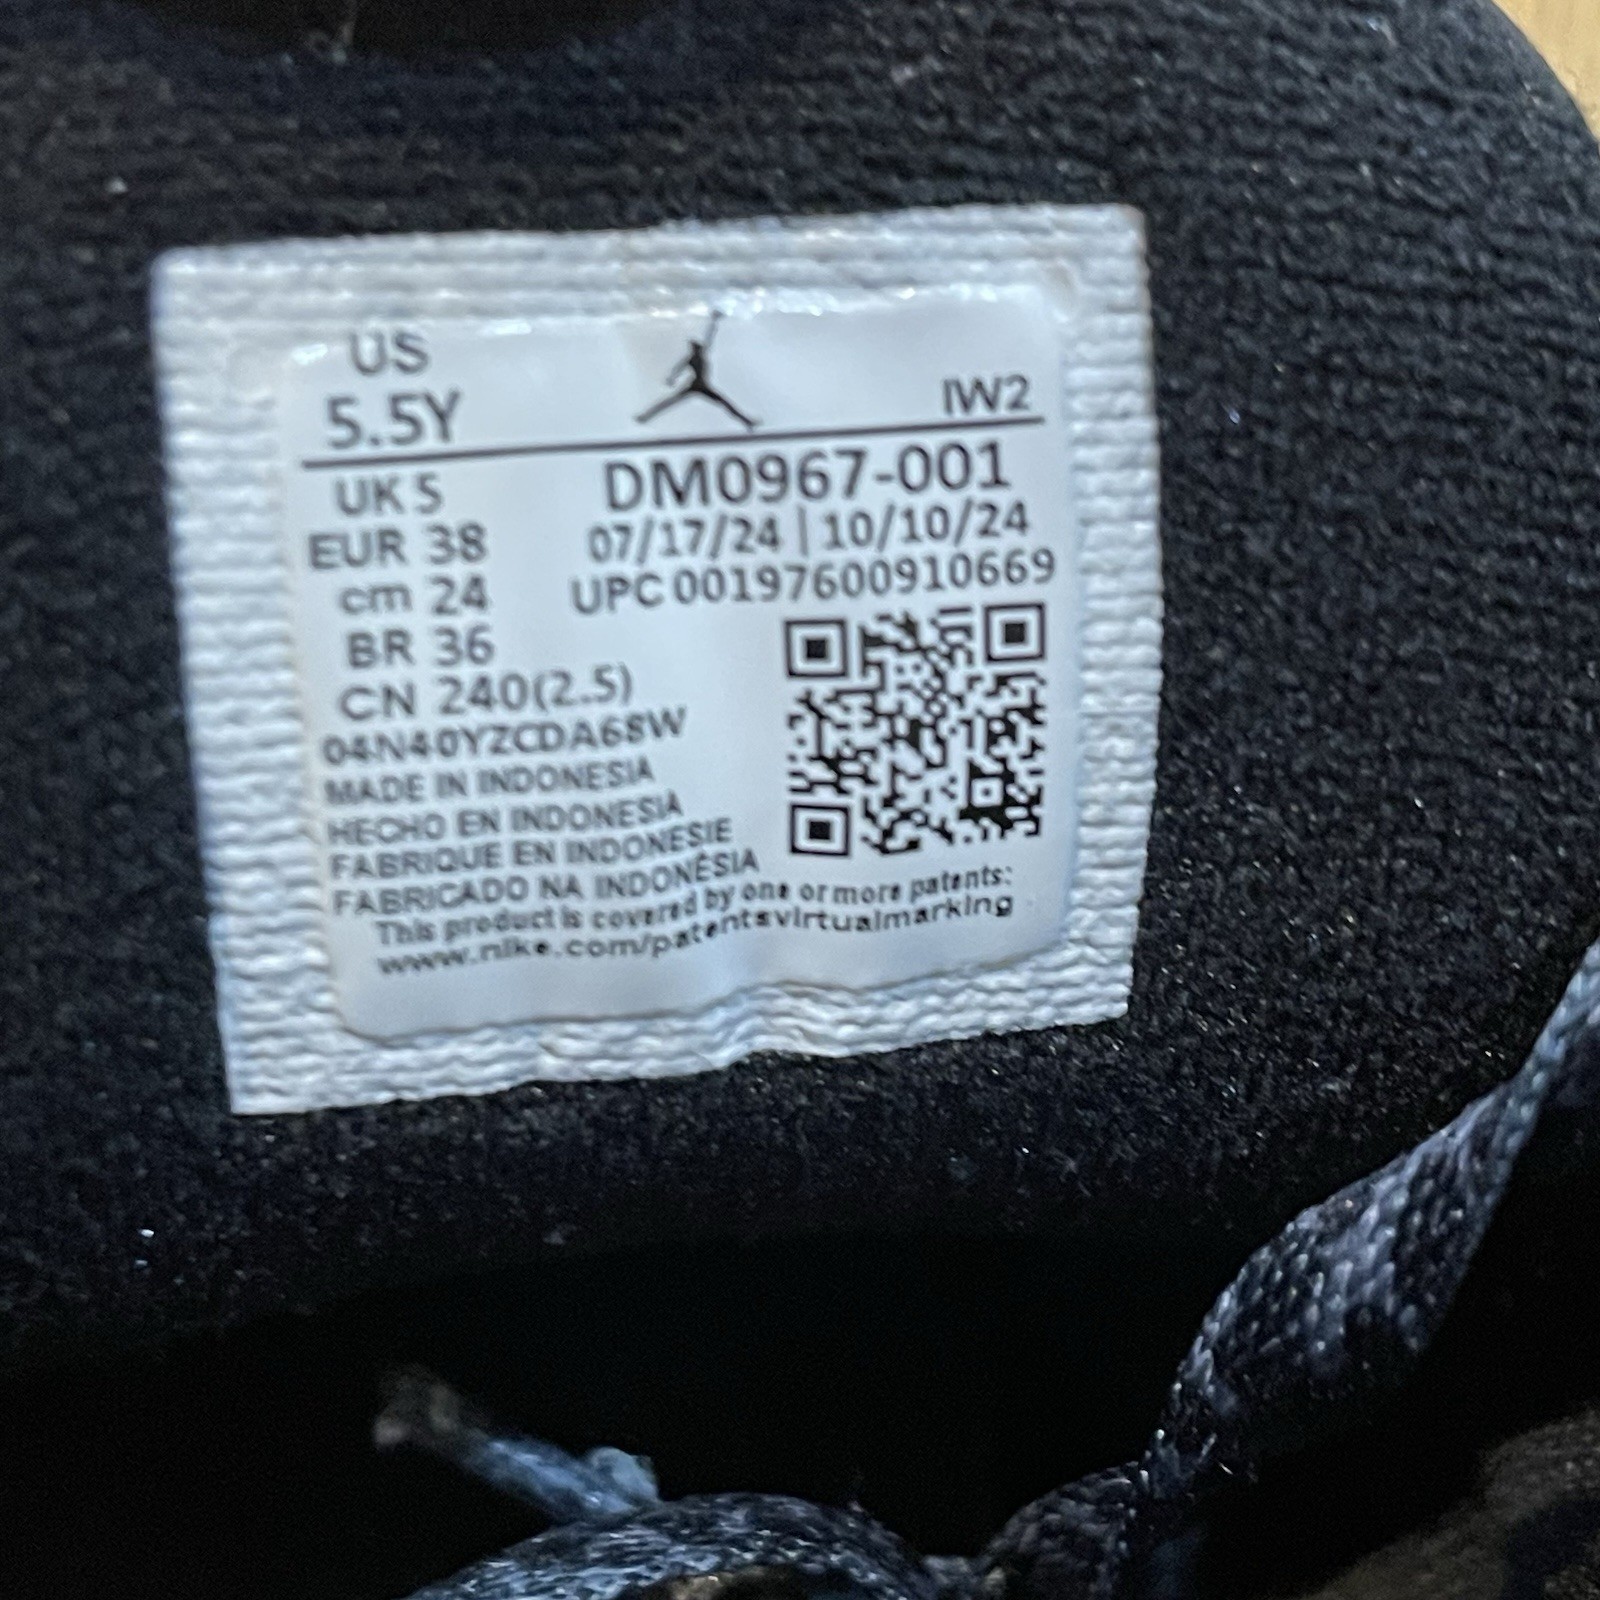 US
5.5Y
IW2
UK 5
DM0967-001
EUR 38
07/17/24 | 10/10/24
cm 24
UPC 00197600910669
BR 36
CN 240(2.5)
04N40YZCDA68W
MADE IN INDONESIA
HECHO EN INDONESIA
FABRIQUE EN INDONESIE
FABRICADO NA INDONÉSIA
This product is covered by one or more patents:
www.nike.com/patentsvirtualmarking